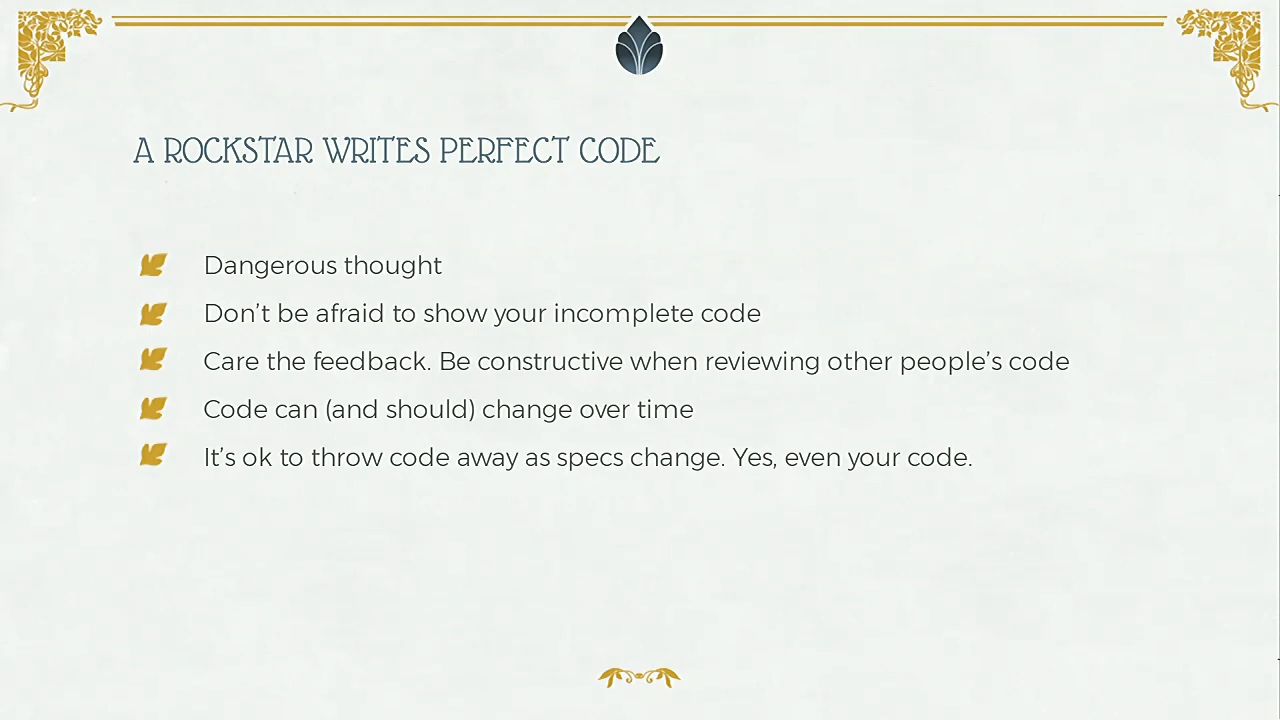 A ROCKSTAR WRITES PERFECT CODE
Dangerous thought
Don’t be afraid to show your incomplete code
Care the feedback. Be constructive when reviewing other people’s code
Code can (and should) change over time
It’s ok to throw code away as specs change. Yes, even your code.